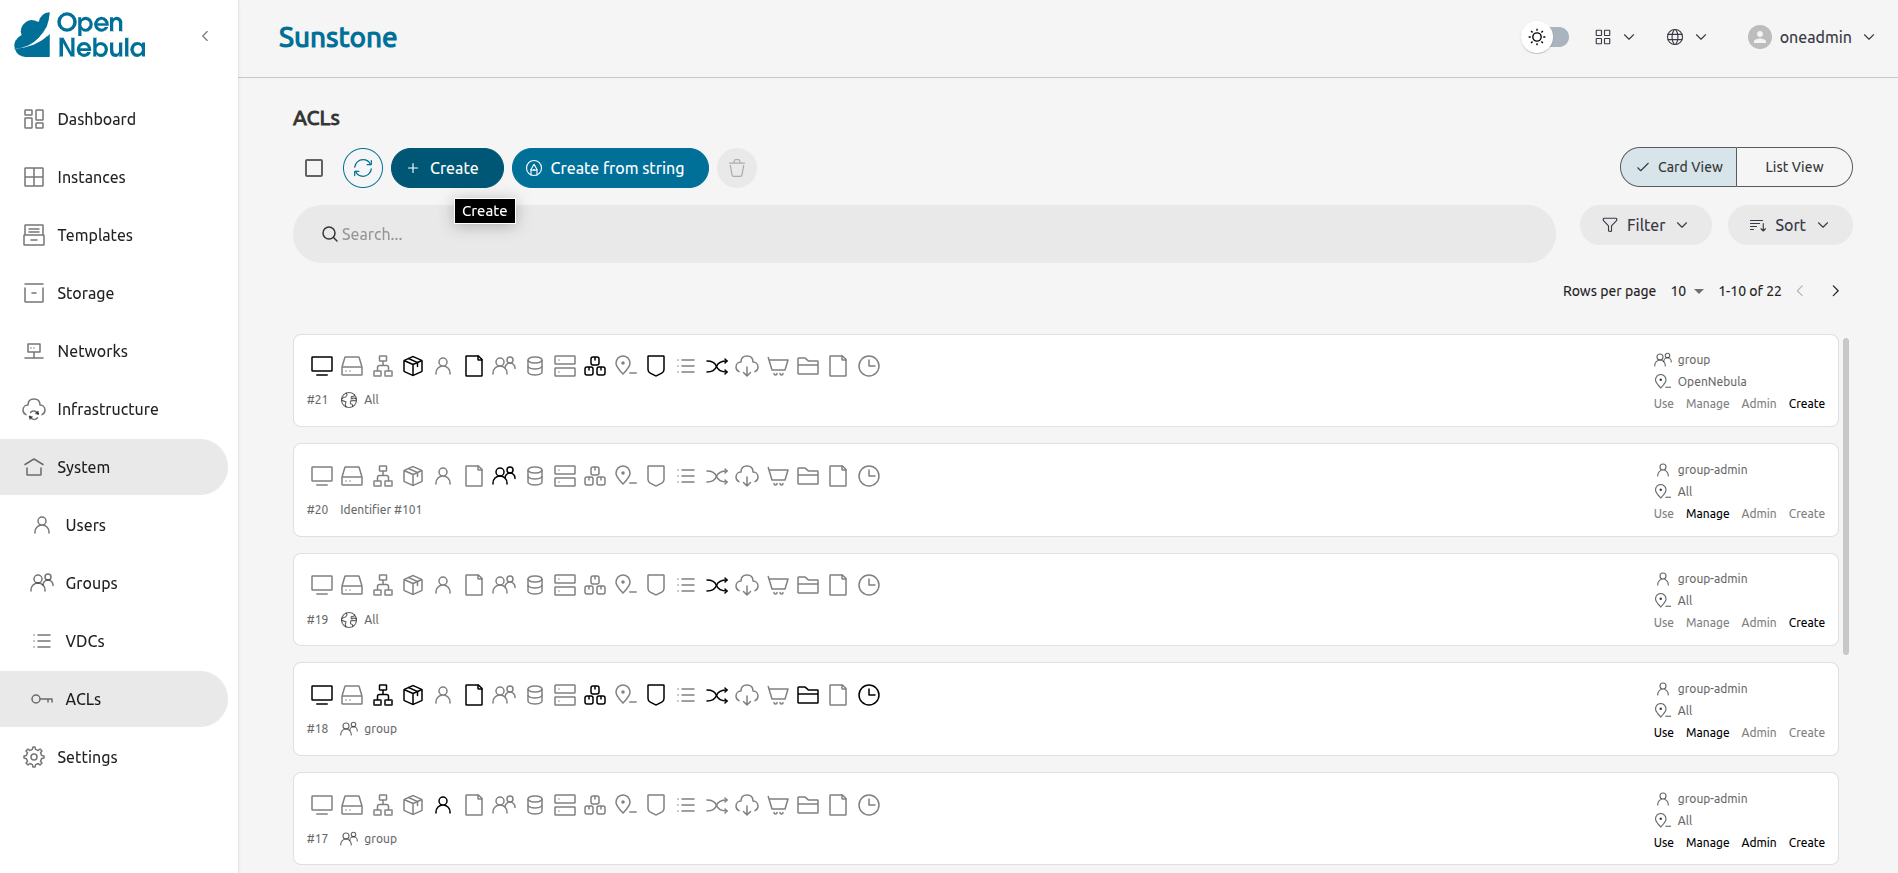 Open
Nebula
Sunstone
oneadmin
Dashboard
Instances
Templates
Storage
Networks
Infrastructure
System
Users
Groups
VDCs
ACLs
Settings
ACLs
Create
Create from string
Card View
List View
Create
Search...
Filter
Sort
Rows per page 10 1-10 of 22
group
OpenNebula
#21 All
Use Manage Admin Create
group-admin
All
#20 Identifier #101
Use Manage Admin Create
group-admin
All
#19 All
Use Manage Admin Create
group-admin
All
#18 group
Use Manage Admin Create
group-admin
All
#17 group
Use Manage Admin Create